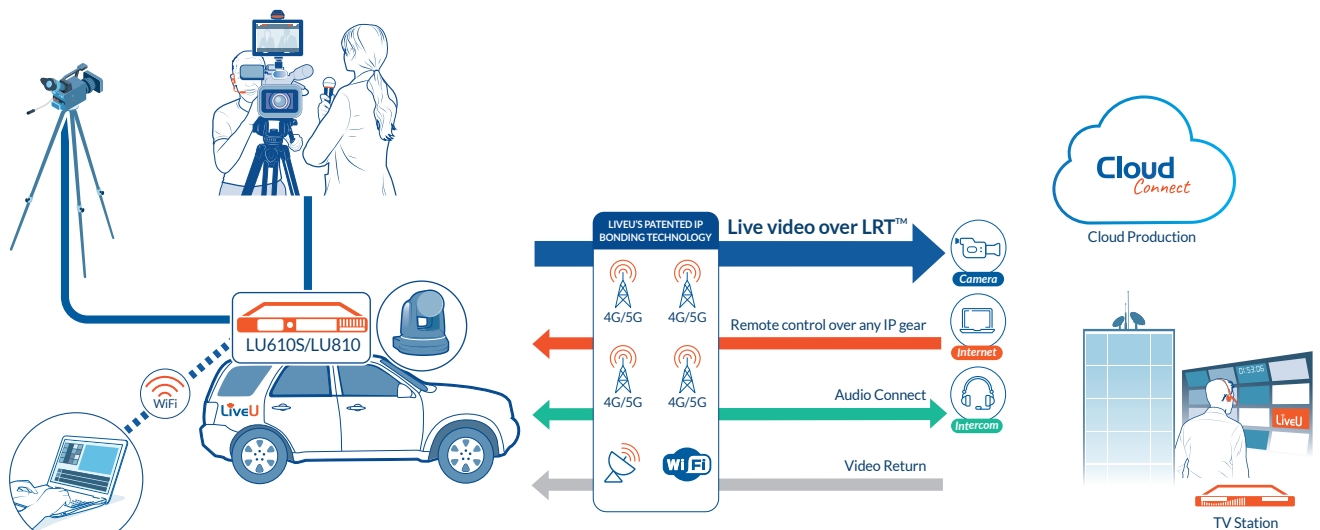 LIVEU'S PATENTED IP
BONDING TECHNOLOGY
Live video over LRT™
Camera
4G/5G
4G/5G
Remote control over any IP gear
Internet
4G/5G
4G/5G
Audio Connect
Intercom
WiFi
Video Return
LU610S/LU810
WiFi
LiveU
Cloud
Connect
Cloud Production
01:53:06
LiveU
TV Station